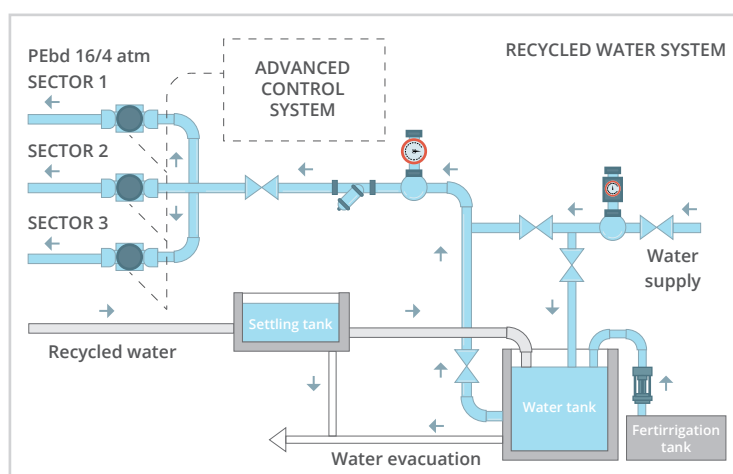 RECYCLED WATER SYSTEM
PEbd 16/4 atm
SECTOR 1
ADVANCED
CONTROL
SYSTEM
SECTOR 2
SECTOR 3
Water
supply
Settling tank
Recycled water
Water tank
Fertirrigation
tank
Water evacuation